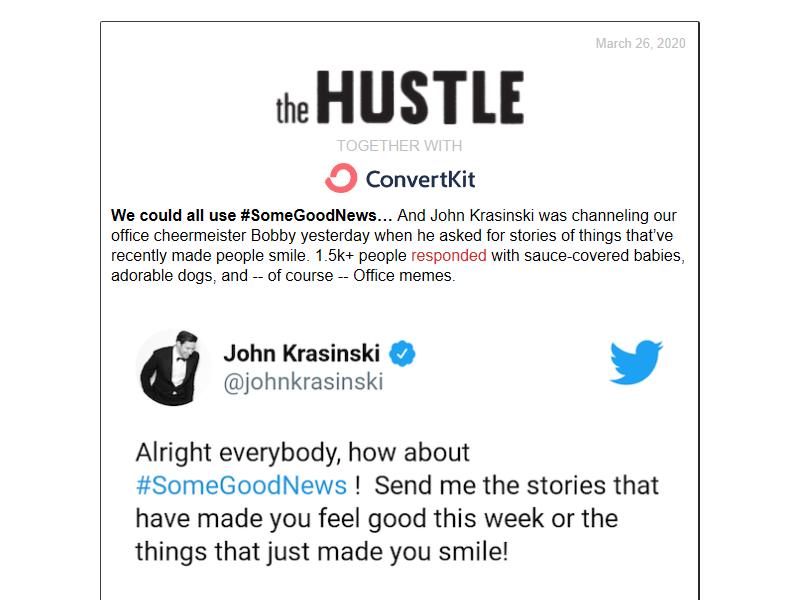 March 26, 2020
the HUSTLE
TOGETHER WITH
ConvertKit
We could all use #SomeGoodNews… And John Krasinski was channeling our
office cheermeister Bobby yesterday when he asked for stories of things that’ve
recently made people smile. 1.5k+ people responded with sauce-covered babies,
adorable dogs, and -- of course -- Office memes.
John Krasinski
@johnkrasinski
Alright everybody, how about
#SomeGoodNews !  Send me the stories that
have made you feel good this week or the
things that just made you smile!